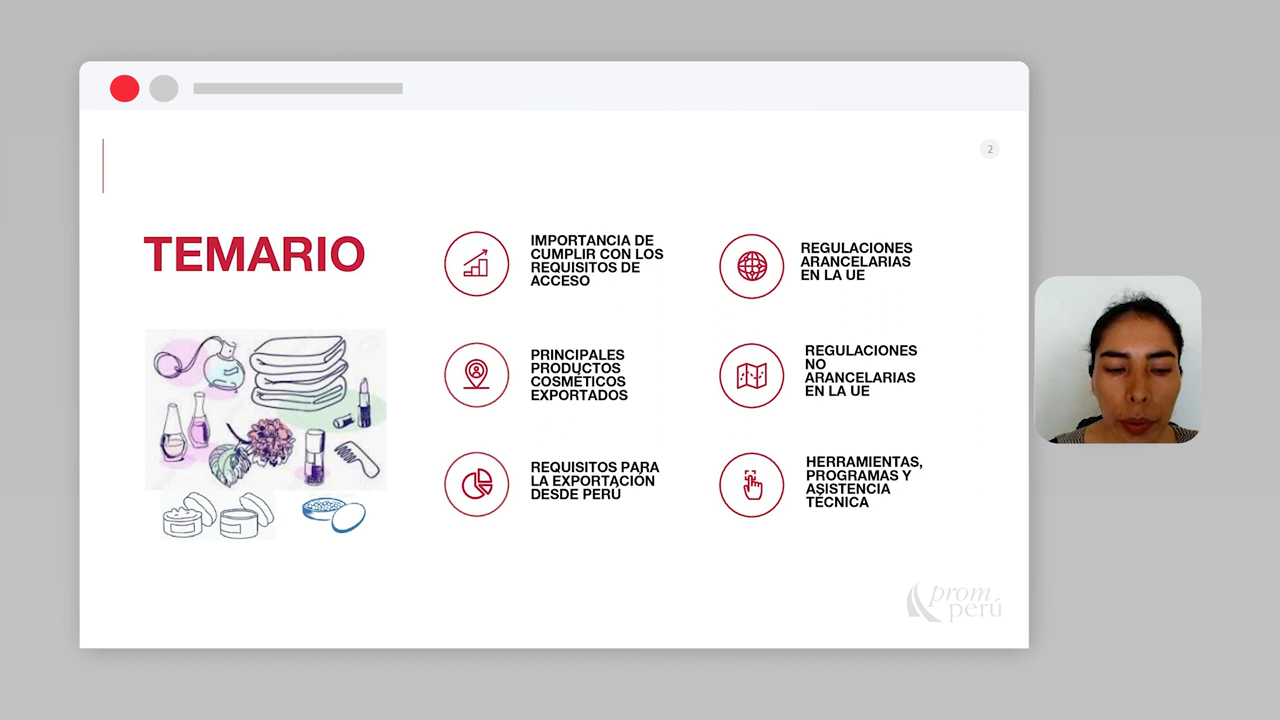 2
TEMARIO
IMPORTANCIA DE
CUMPLIR CON LOS
REQUISITOS DE
ACCESO
PRINCIPALES
PRODUCTOS
COSMÉTICOS
EXPORTADOS
REQUISITOS PARA
LA EXPORTACIÓN
DESDE PERÚ
REGULACIONES
ARANCELARIAS
EN LA UE
REGULACIONES
NO
ARANCELARIAS
EN LA UE
HERRAMIENTAS,
PROGRAMAS Y
ASISTENCIA
TÉCNICA
prom
perú